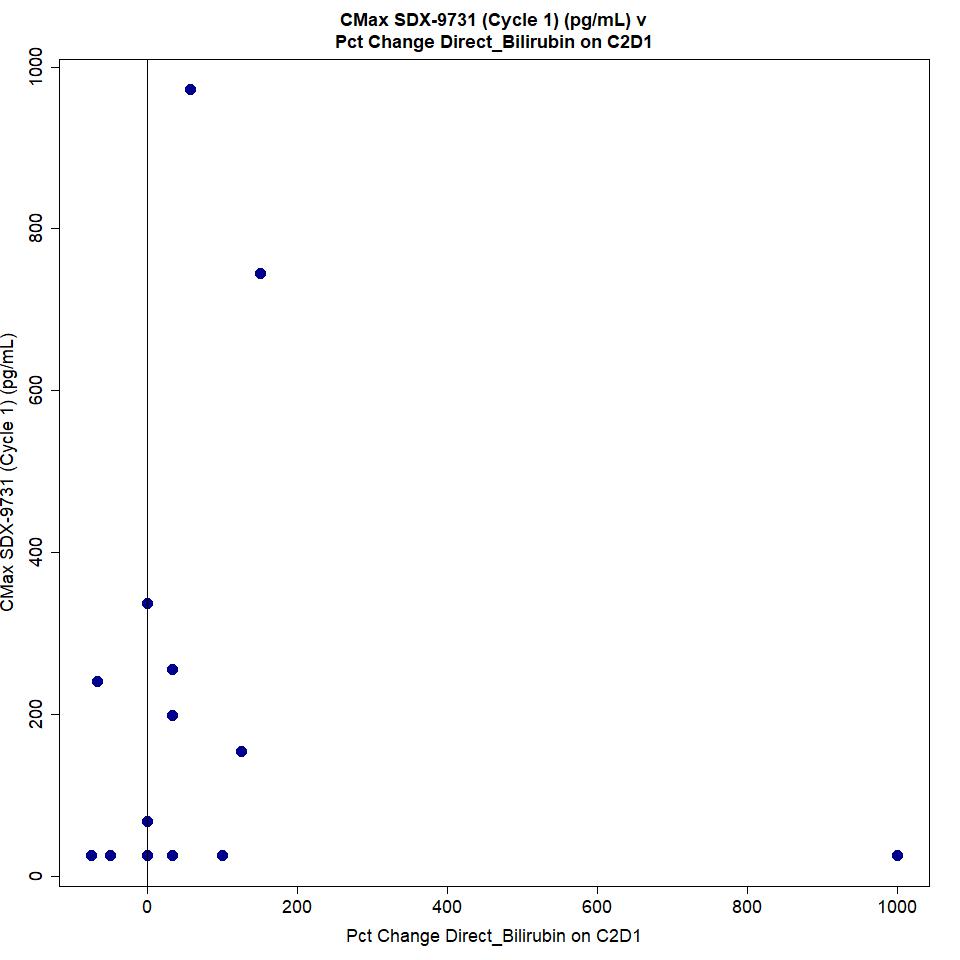 CMax SDX-9731 (Cycle 1) (pg/mL) v
Pct Change Direct_Bilirubin on C2D1
1000
800
600
400
200
0
CMax SDX-9731 (Cycle 1) (pg/mL)
0 200 400 600 800 1000
Pct Change Direct_Bilirubin on C2D1